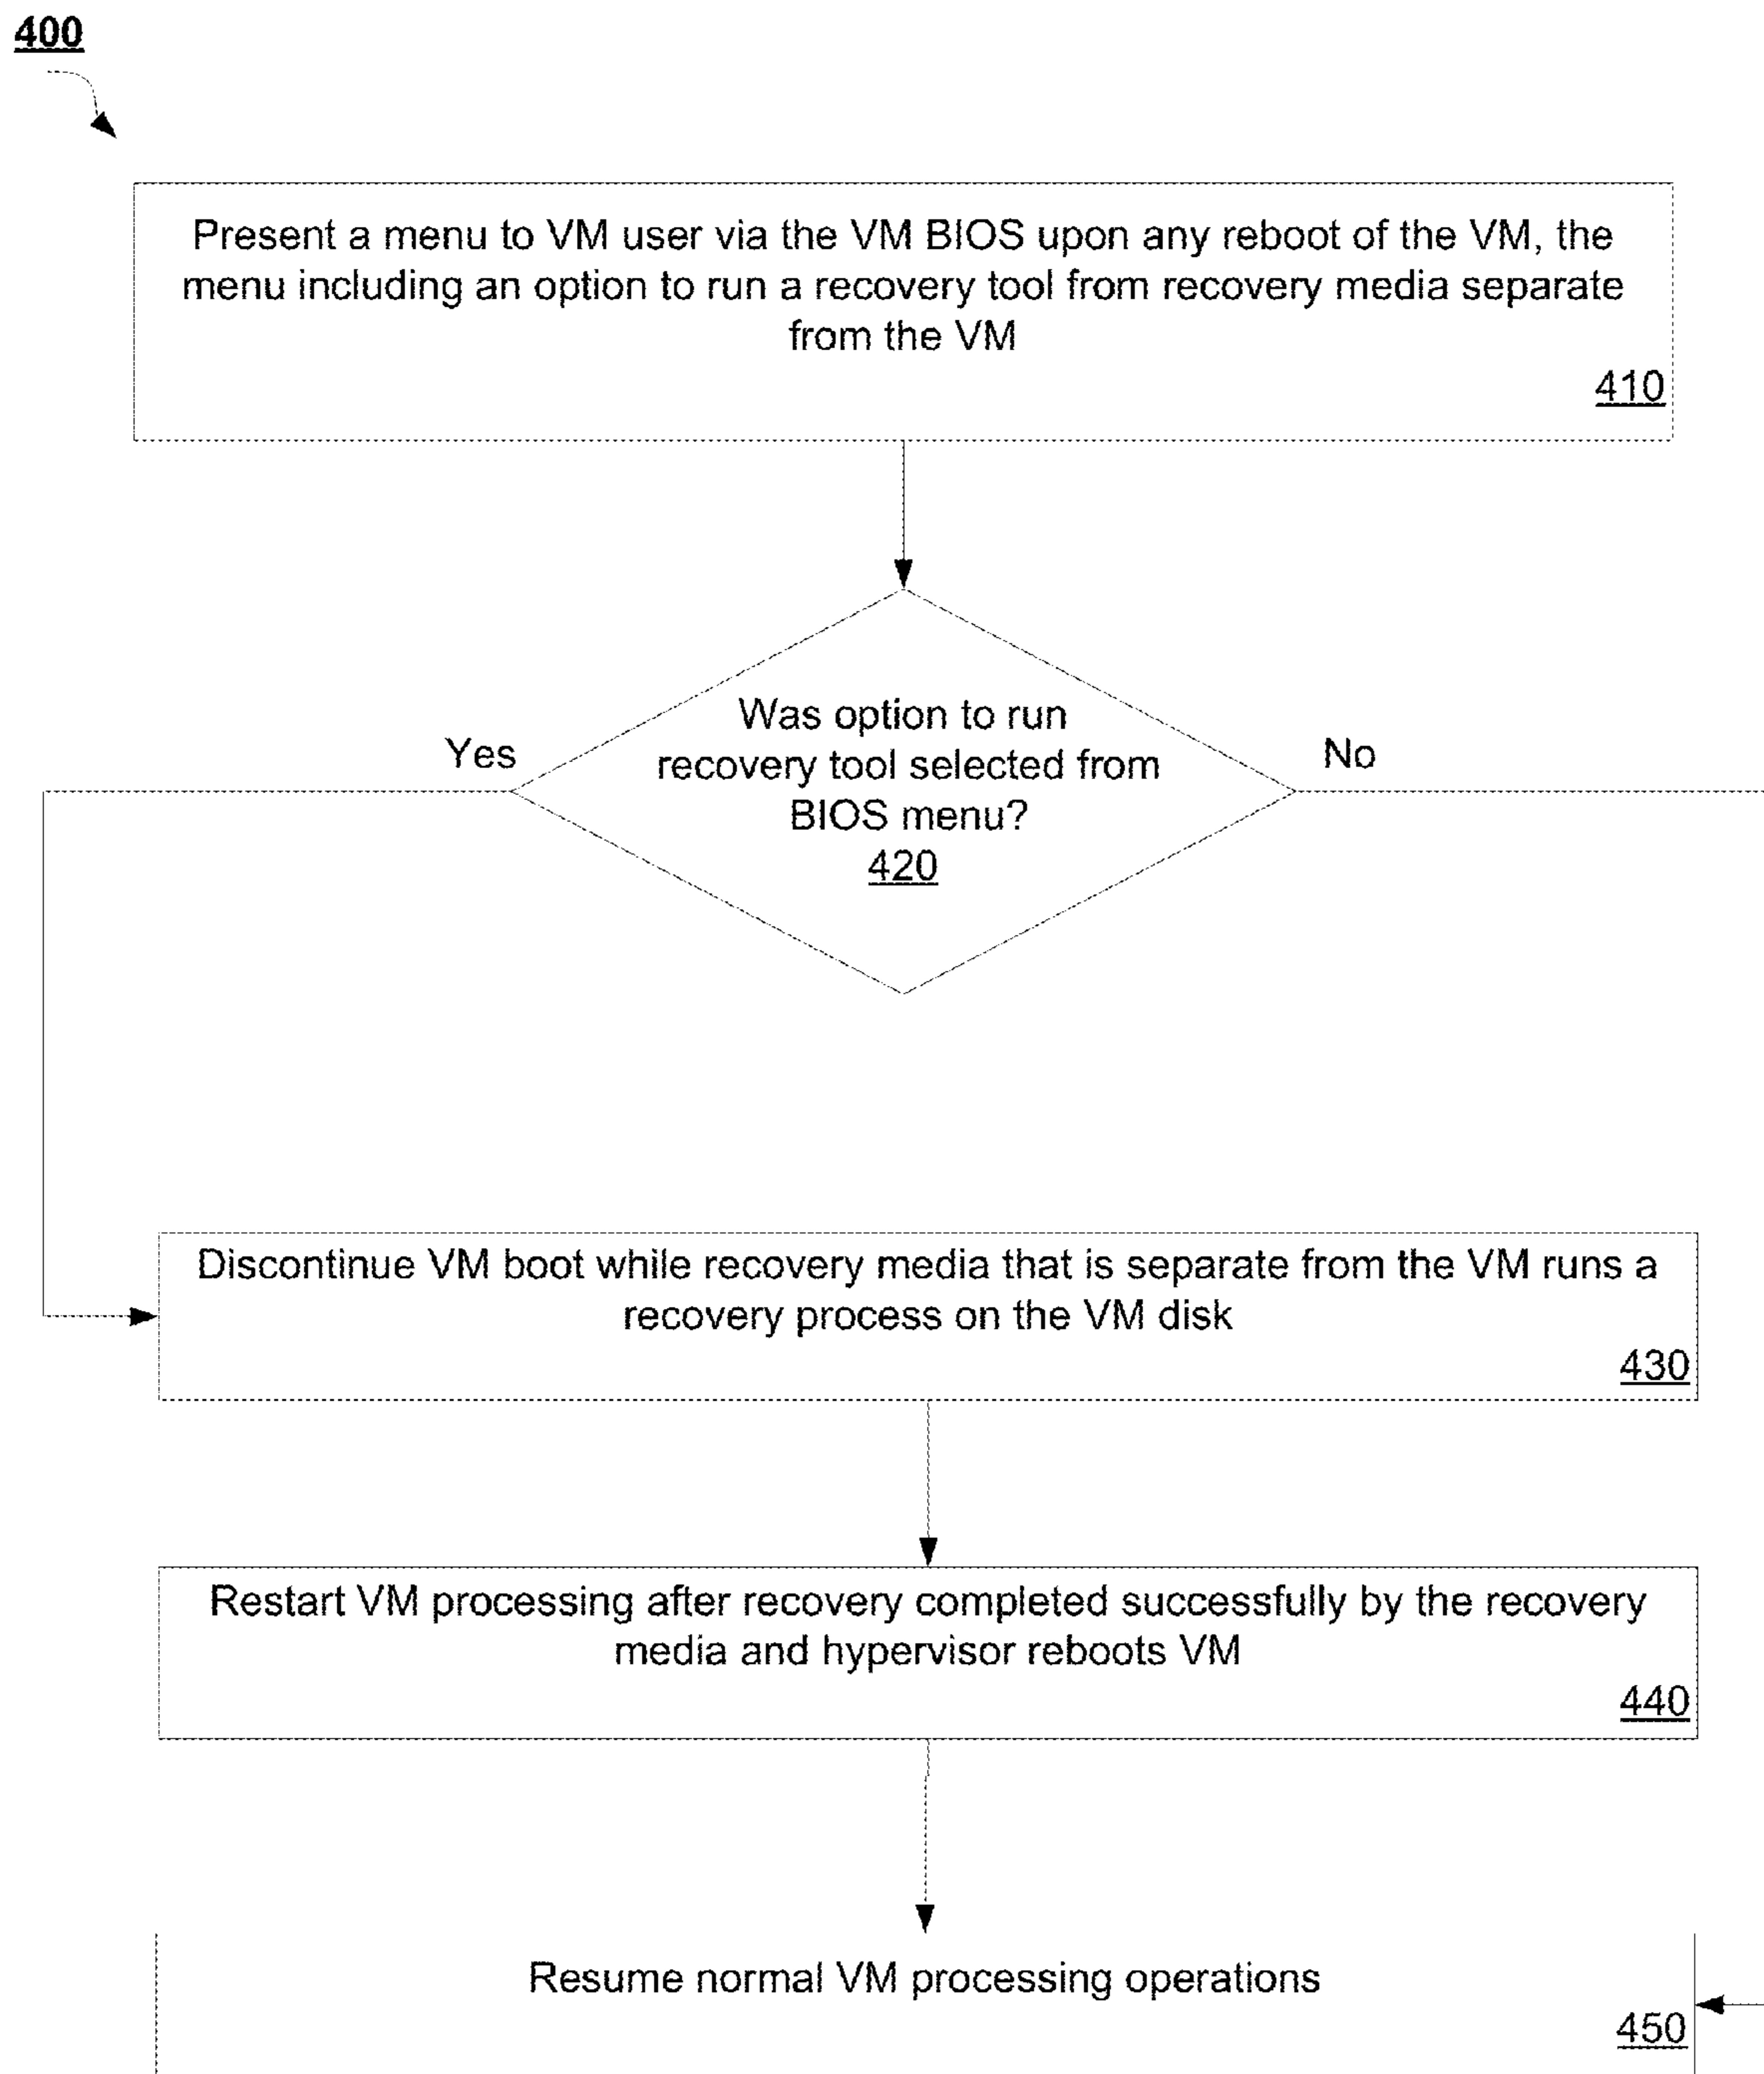 400
Present a menu to VM user via the VM BIOS upon any reboot of the VM, the
menu including an option to run a recovery tool from recovery media separate
from the VM
410
Was option to run
recovery tool selected from
BIOS menu?
420
Yes
No
Discontinue VM boot while recovery media that is separate from the VM runs a
recovery process on the VM disk
430
Restart VM processing after recovery completed successfully by the recovery
media and hypervisor reboots VM
440
Resume normal VM processing operations
450